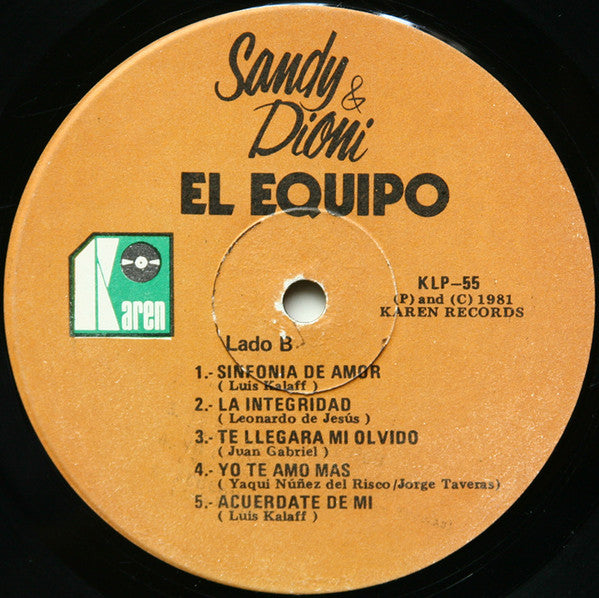 Sandy &
Dioni
EL EQUIPO
Karen
KLP-55
(P) and (C) 1981
KAREN RECORDS
Lado B
1.- SINFONIA DE AMOR
( Luis Kalaff )
2.- LA INTEGRIDAD
( Leonardo de Jesús )
3.- TE LLEGARA MI OLVIDO
( Juan Gabriel )
4.- YO TE AMO MAS
( Yaqui Núñez del Risco/Jorge Taveras)
5.- ACUERDATE DE MI
( Luis Kalaff )